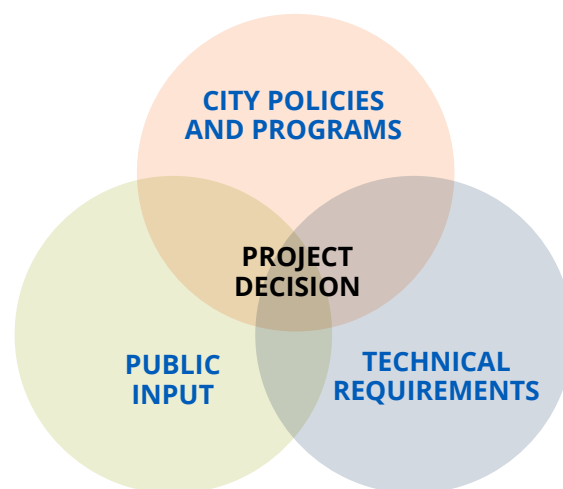 CITY POLICIES
AND PROGRAMS
PROJECT
DECISION
PUBLIC
INPUT
TECHNICAL
REQUIREMENTS